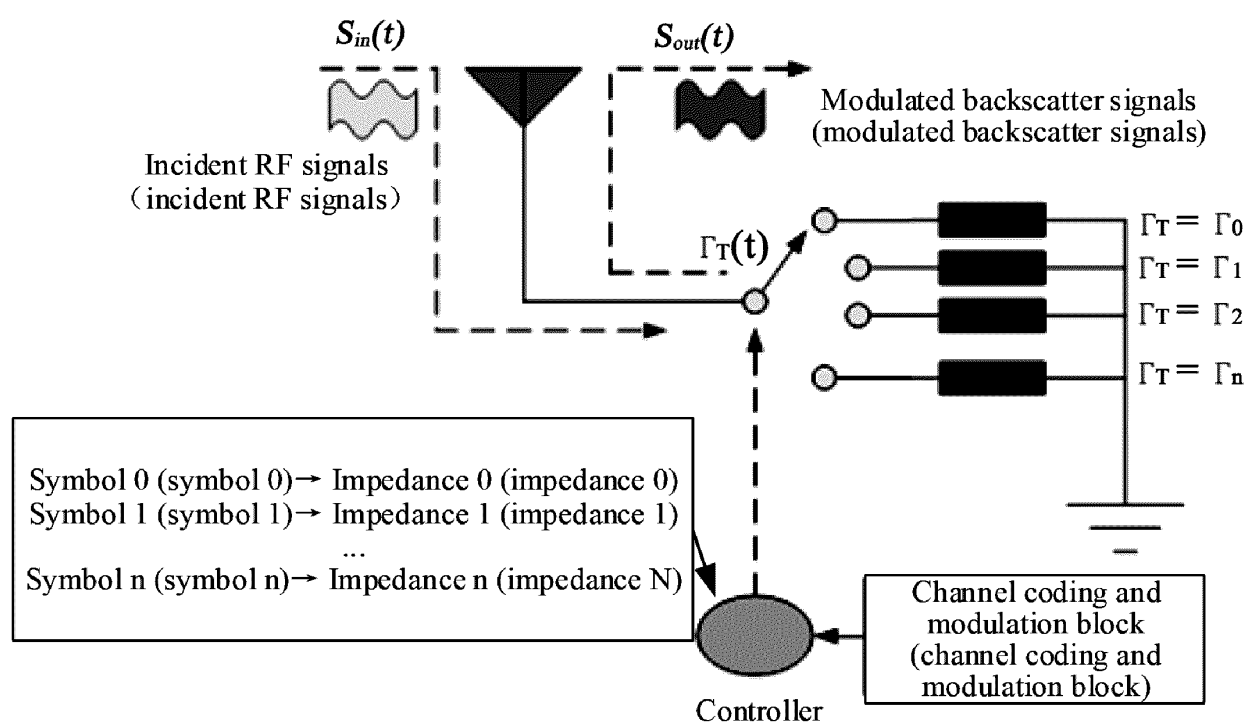 Sin(t)
Sout(t)
Incident RF signals
（incident RF signals）
Modulated backscatter signals
(modulated backscatter signals)
ΓT(t)
ΓT = Γ0
ΓT = Γ1
ΓT = Γ2
ΓT = Γn
Symbol 0 (symbol 0)→ Impedance 0 (impedance 0)
Symbol 1 (symbol 1)→ Impedance 1 (impedance 1)
...
Symbol n (symbol n)→ Impedance n (impedance N)
Channel coding and
modulation block
(channel coding and
modulation block)
Controller